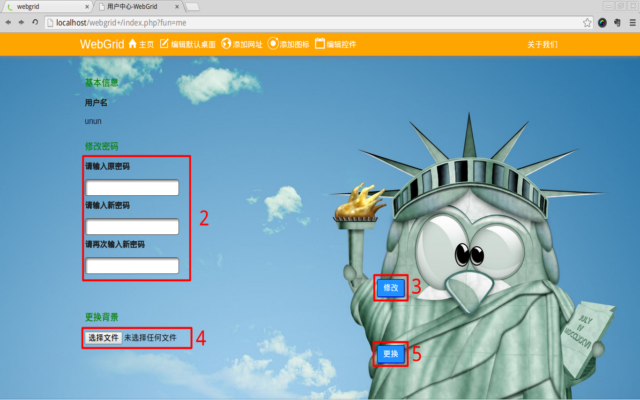 webgrid
用户中心-WebGrid
localhost/webgrid+/index.php?fun=me
WebGrid 主页 编辑默认桌面 添加网址 添加图标 编辑控件 关于我们
基本信息
用户名
unun
修改密码
请输入原密码
请输入新密码
2
请再次输入新密码
修改 3
更换背景
选择文件 未选择任何文件 4
更换 5
JULY
IV
MDCCLXXVI